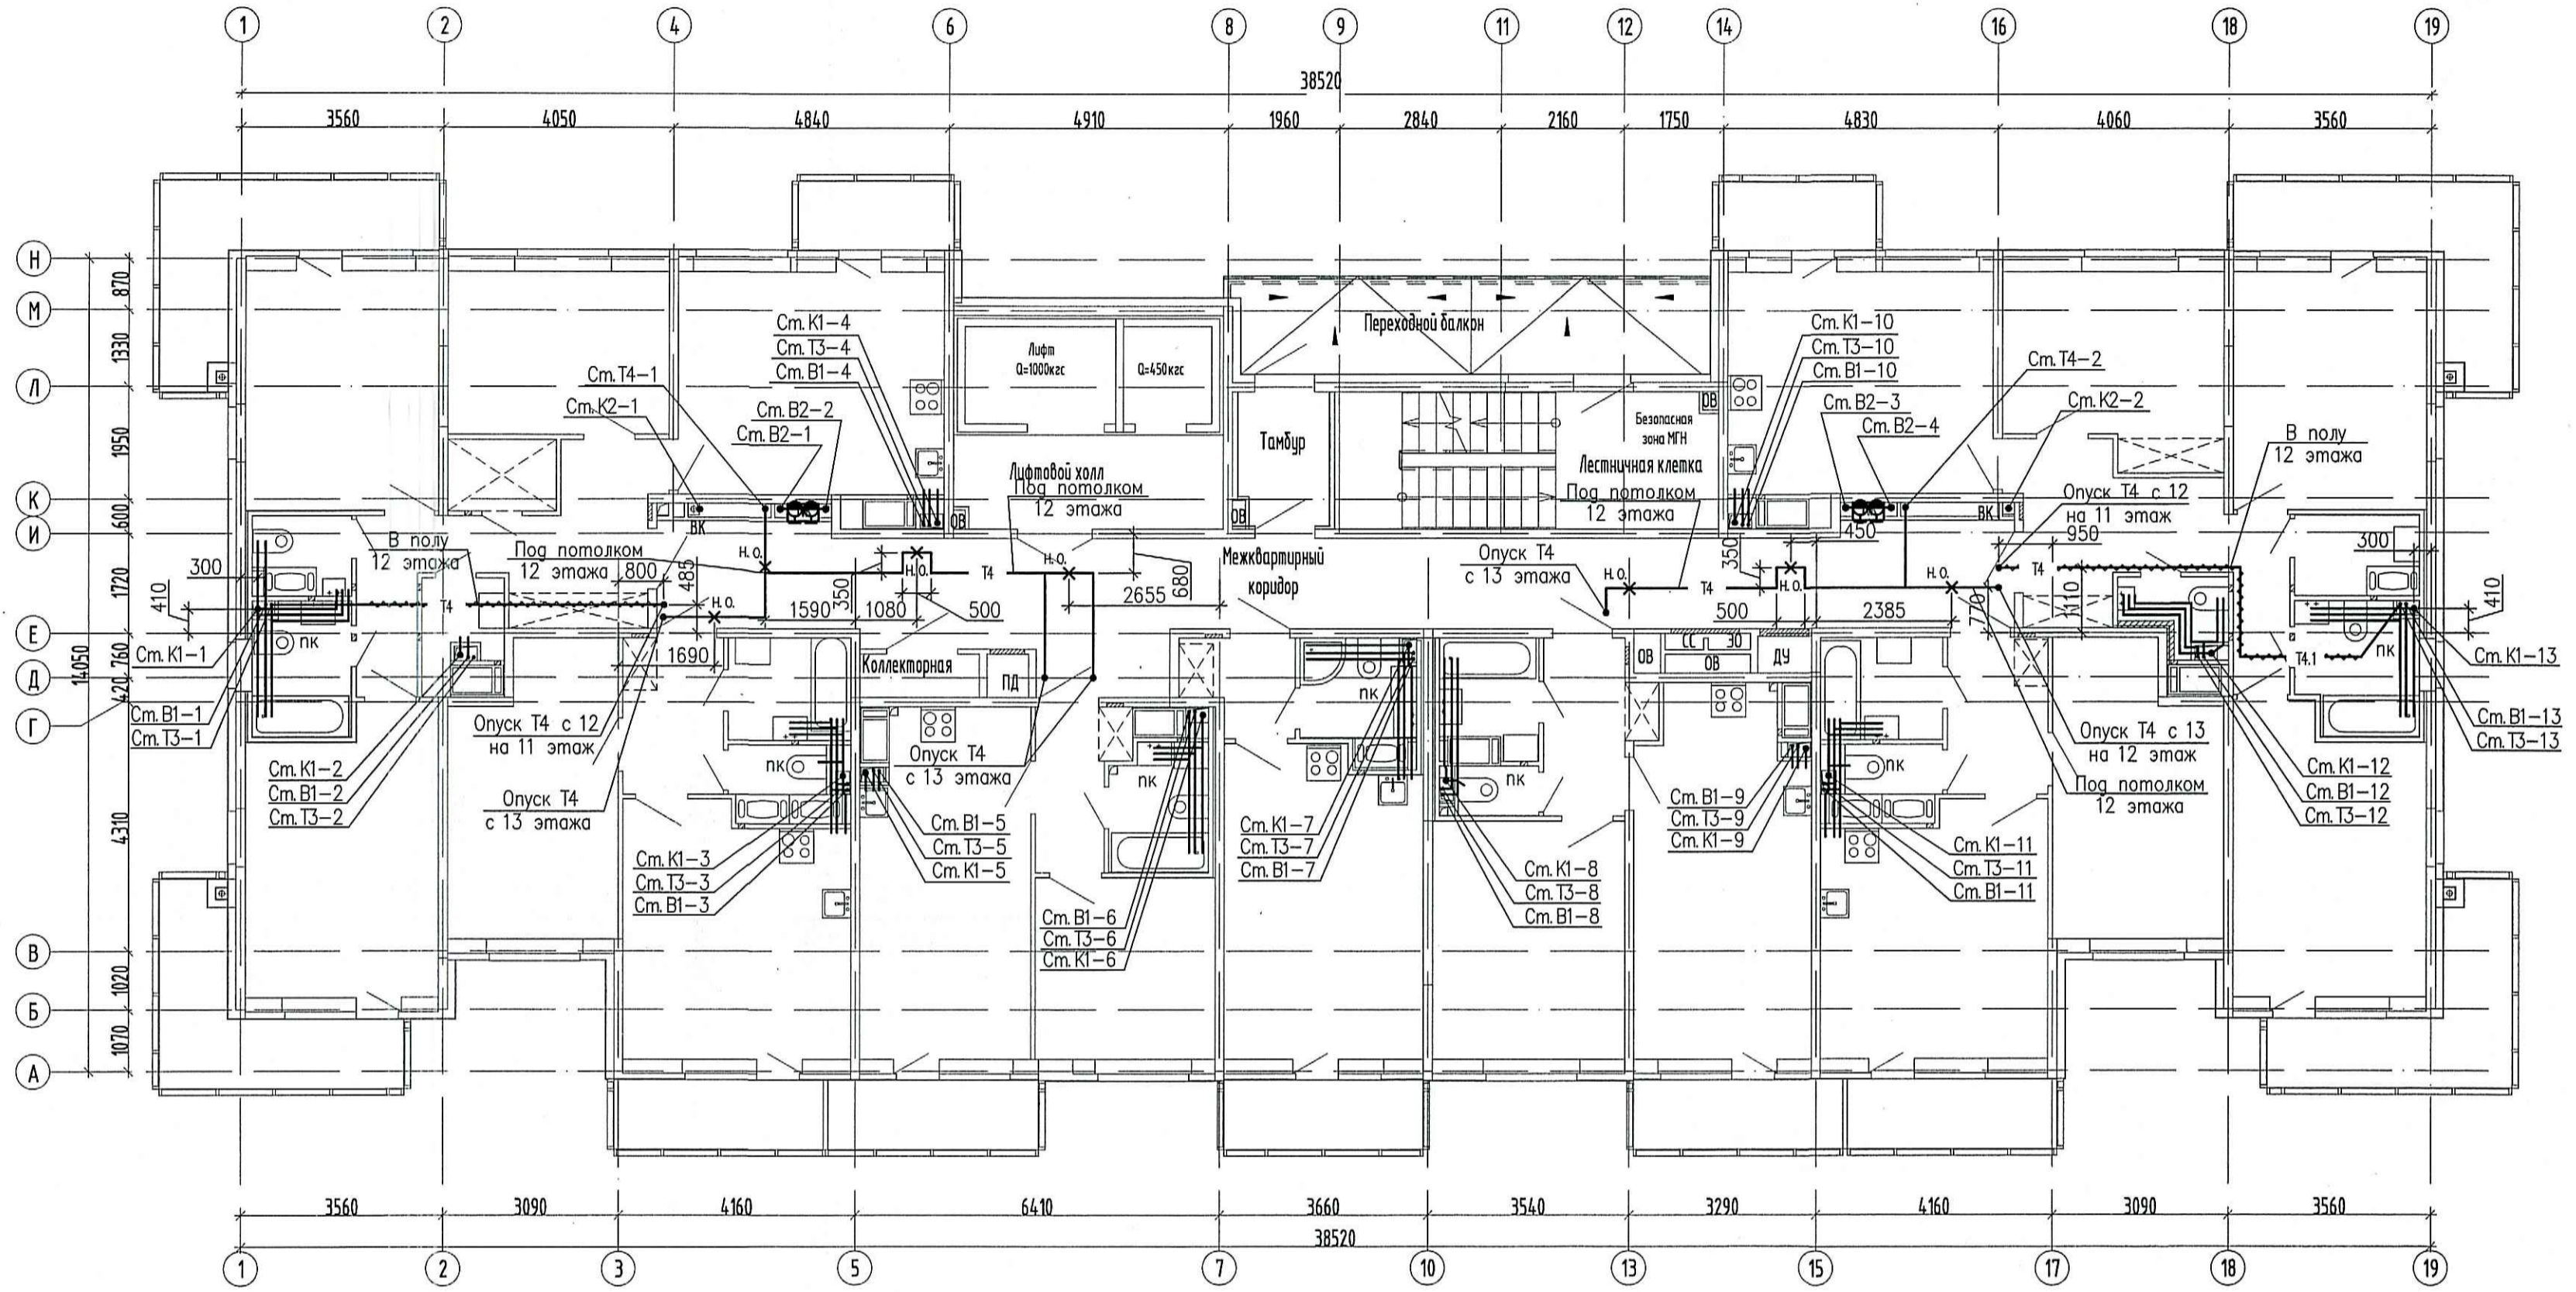 1 2 4 6 8 9 11 12 14 16 18 19
38520
3560 4050 4840 4910 1960 2840 2160 1750 4830 4060 3560
Н
М
Л
К
И
Е
Д
Г
В
Б
А
870
1330
1950
600
1720
760
420
4310
1020
1070
14050
Ст.К1-4
Ст.Т3-4
Ст.В1-4
Ст.Т4-1
Ст.К2-1
Ст.В2-2
Ст.В2-1
Лифт
Q=1000кгс
Q=450кгс
Переходной балкон
Ст.К1-10
Ст.Т3-10
Ст.В1-10
Ст.Т4-2
Ст.В2-3
Ст.В2-4
Ст.К2-2
В полу
12 этажа
Тамбур
Безопасная
зона МГН
Лестничная клетка
ОВ
Лифтовой холл
Под потолком
12 этажа
Под потолком
12 этажа
Опуск Т4 с 12
на 11 этаж
ВК
ОВ
ОВ
ВК
В полу
12 этажа
Под потолком
12 этажа
н.о.
н.о.
н.о.
Т4
Межквартирный
коридор
Опуск Т4
с 13 этажа
н.о.
Т4
н.о.
н.о.
450
950
350
300
410
800
485
Т4
н.о.
1590
350
1080
500
2655
680
500
2385
770
1110
Т4
300
410
пк
1690
Ст.К1-1
Ст.В1-1
Ст.Т3-1
Коллекторная
ПД
пк
ОВ
СС
ЭО
ОВ
ДУ
Т4.1
пк
Ст.К1-13
Ст.В1-13
Ст.Т3-13
Ст.К1-2
Ст.В1-2
Ст.Т3-2
Опуск Т4 с 12
на 11 этаж
Опуск Т4
с 13 этажа
пк
Опуск Т4
с 13 этажа
пк
пк
пк
Опуск Т4 с 13
на 12 этаж
Под потолком
12 этажа
Ст.К1-12
Ст.В1-12
Ст.Т3-12
Ст.К1-3
Ст.Т3-3
Ст.В1-3
Ст.В1-5
Ст.Т3-5
Ст.К1-5
Ст.В1-6
Ст.Т3-6
Ст.К1-6
Ст.К1-7
Ст.Т3-7
Ст.В1-7
Ст.К1-8
Ст.Т3-8
Ст.В1-8
Ст.В1-9
Ст.Т3-9
Ст.К1-9
Ст.К1-11
Ст.Т3-11
Ст.В1-11
3560 3090 4160 6410 3660 3540 3290 4160 3090 3560
38520
1 2 3 5 7 10 13 15 17 18 19